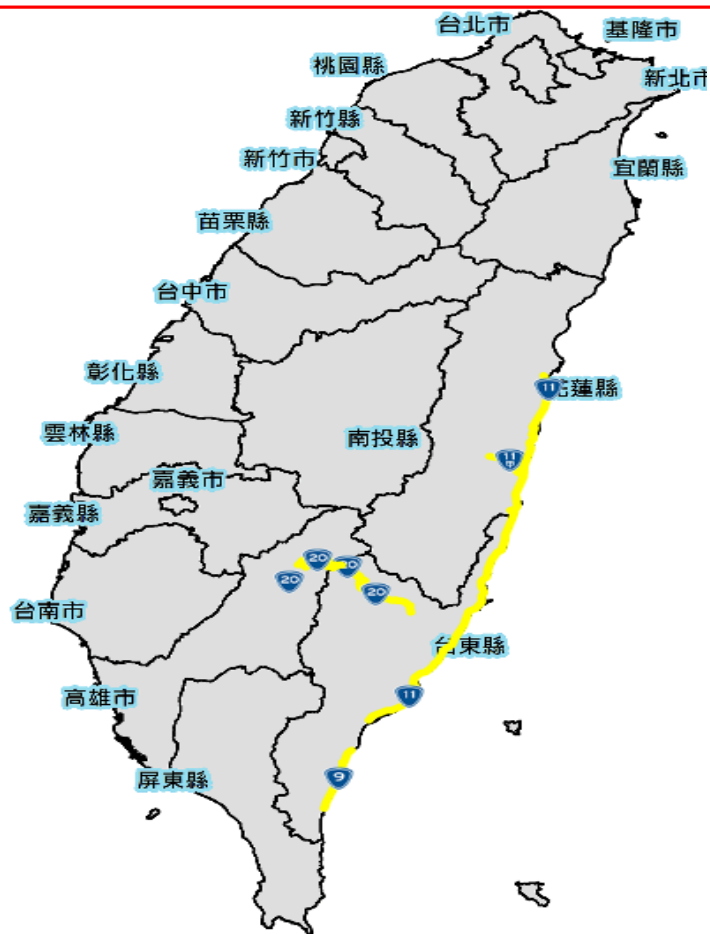 台北市
基隆市
桃園縣
新北市
新竹縣
新竹市
宜蘭縣
苗栗縣
台中市
彰化縣
11
花蓮縣
雲林縣
南投縣
11
甲
嘉義市
嘉義縣
20
20
20
20
台南市
台東縣
高雄市
11
屏東縣
9